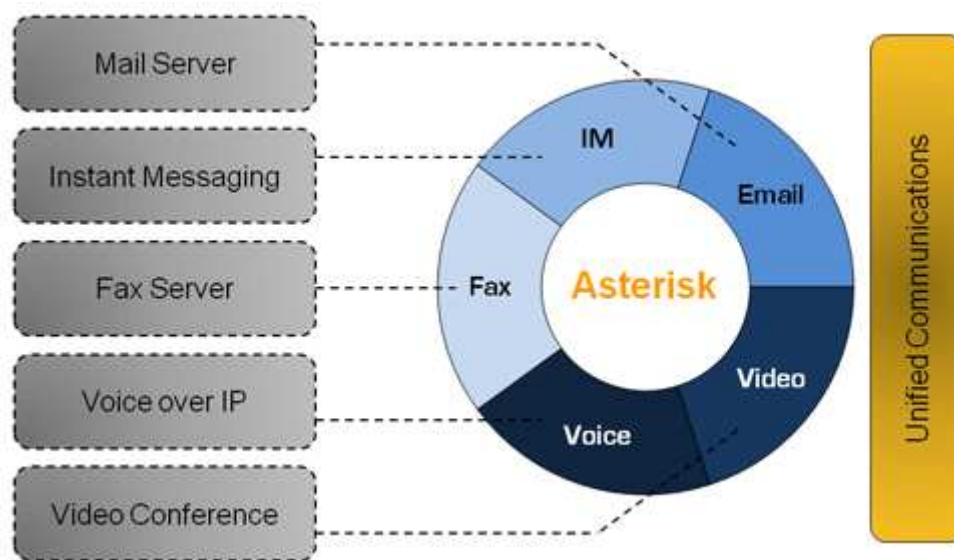 Mail Server
Instant Messaging
Fax Server
Voice over IP
Video Conference
IM
Email
Fax
Asterisk
Video
Voice
Unified Communications